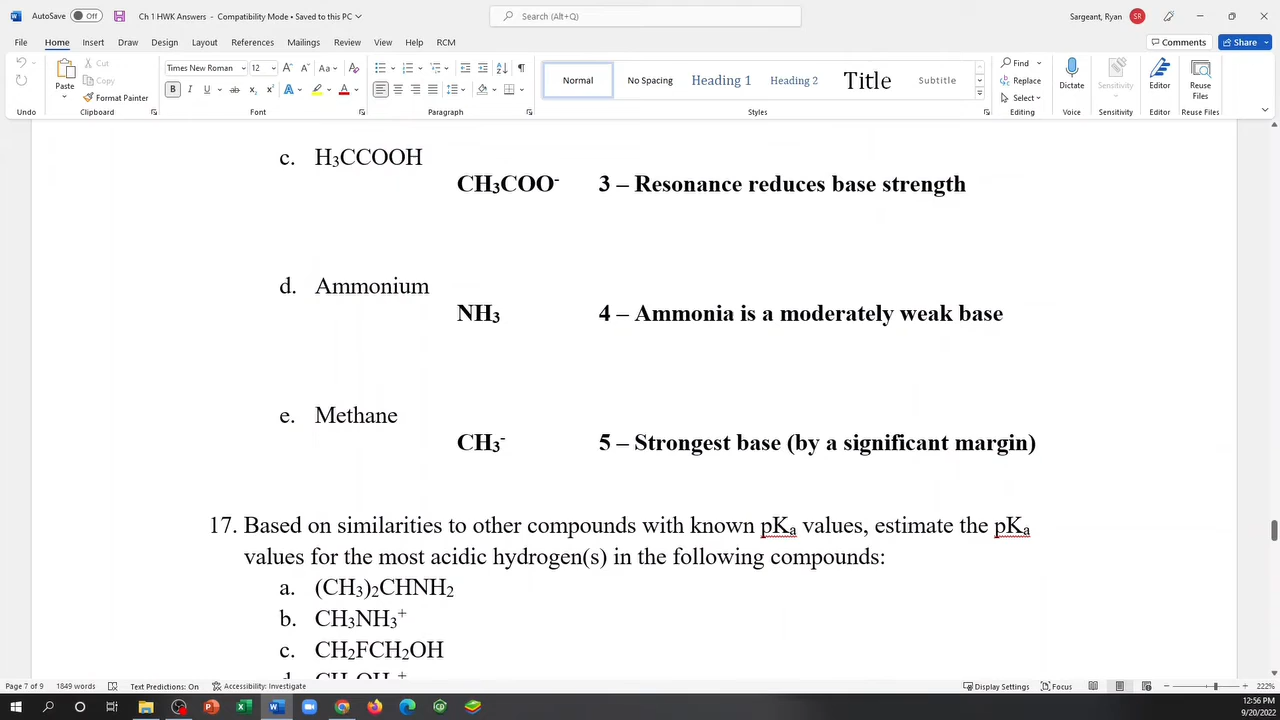 AutoSave Off Ch 1 HWK Answers - Compatibility Mode • Saved to this PC Search (Alt+Q) Sargeant, Ryan SR
File Home Insert Draw Design Layout References Mailings Review View Help RCM Comments Share
Undo
Paste Cut Copy Format Painter
Clipboard
Times New Roman 12 Aa
B I U ab x₂ x² A A
Font
Paragraph
Normal No Spacing Heading 1 Heading 2 Title Subtitle
Styles
Find Replace Select
Editing
Dictate
Voice
Sensitivity
Sensitivity
Editor
Editor
Reuse Files
Reuse Files
c. H₃CCOOH
CH₃COO⁻ 3 – Resonance reduces base strength
d. Ammonium
NH₃ 4 – Ammonia is a moderately weak base
e. Methane
CH₃⁻ 5 – Strongest base (by a significant margin)
17. Based on similarities to other compounds with known pKₐ values, estimate the pKₐ
values for the most acidic hydrogen(s) in the following compounds:
a. (CH₃)₂CHNH₂
b. CH₃NH₃⁺
c. CH₂FCH₂OH
Page 7 of 9 1849 words Text Predictions: On Accessibility: Investigate Display Settings Focus 222%
12:56 PM
9/20/2022